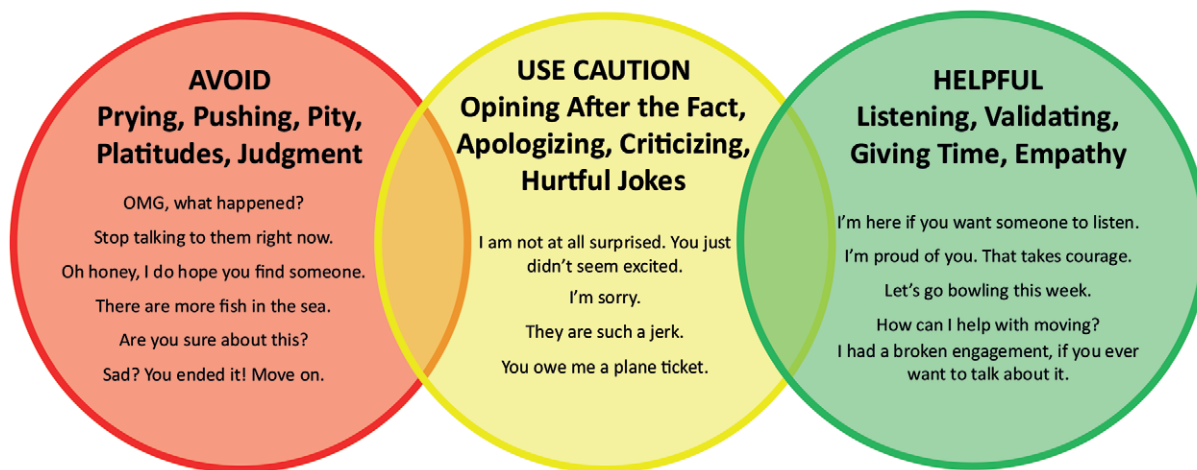 AVOID
Prying, Pushing, Pity,
Platitudes, Judgment
OMG, what happened?
Stop talking to them right now.
Oh honey, I do hope you find someone.
There are more fish in the sea.
Are you sure about this?
Sad? You ended it! Move on.
USE CAUTION
Opining After the Fact,
Apologizing, Criticizing,
Hurtful Jokes
I am not at all surprised. You just
didn’t seem excited.
I’m sorry.
They are such a jerk.
You owe me a plane ticket.
HELPFUL
Listening, Validating,
Giving Time, Empathy
I’m here if you want someone to listen.
I’m proud of you. That takes courage.
Let’s go bowling this week.
How can I help with moving?
I had a broken engagement, if you ever
want to talk about it.